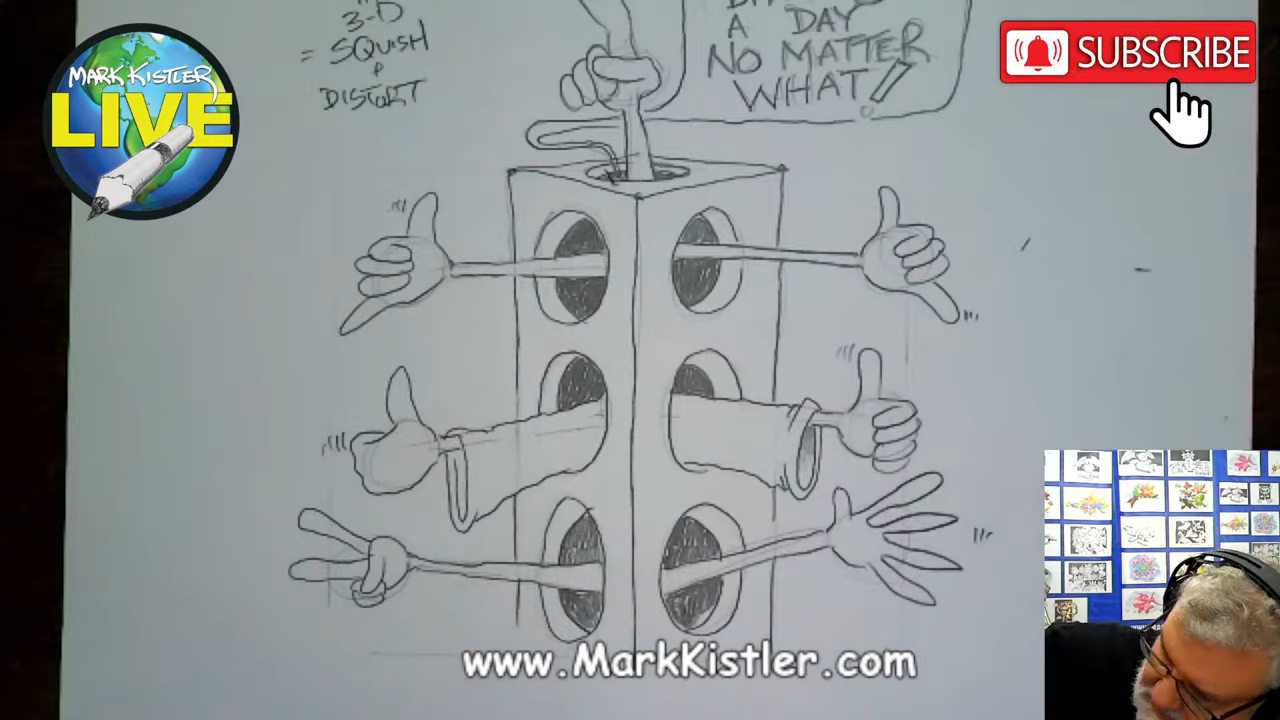 3-D
= SQUISH
&
DISTORT
A DAY
NO MATTER
WHAT!
MARK KISTLER
LIVE
SUBSCRIBE
www.MarkKistler.com